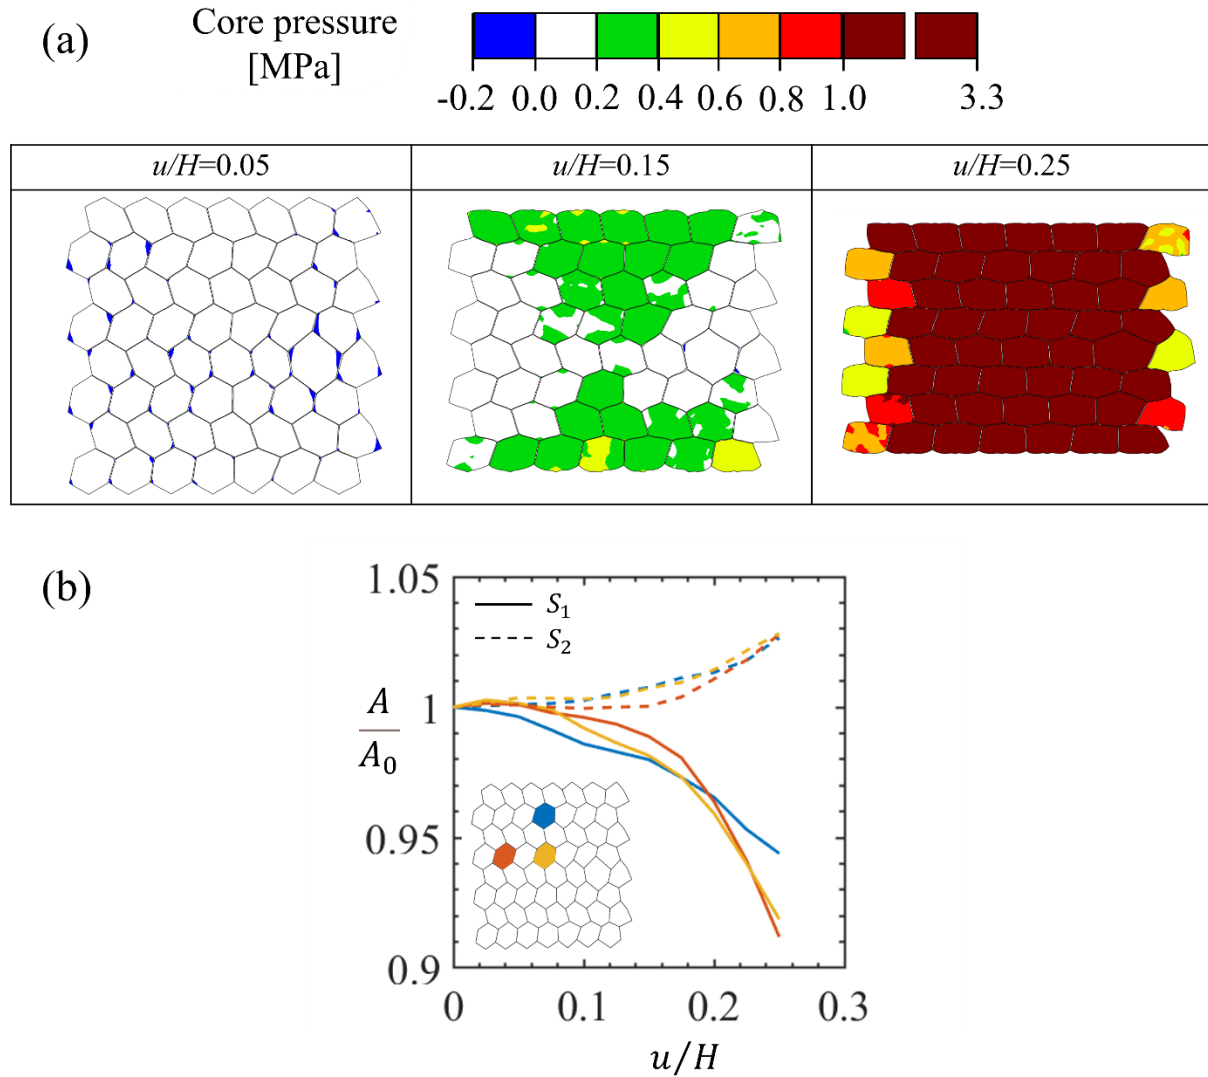 (a)
Core pressure
[MPa]
-0.2 0.0 0.2 0.4 0.6 0.8 1.0 3.3
u/H=0.05 u/H=0.15 u/H=0.25
(b)
1.05
S₁
S₂
A
A₀
1
0.95
0.9
0 0.1 0.2 0.3
u/H